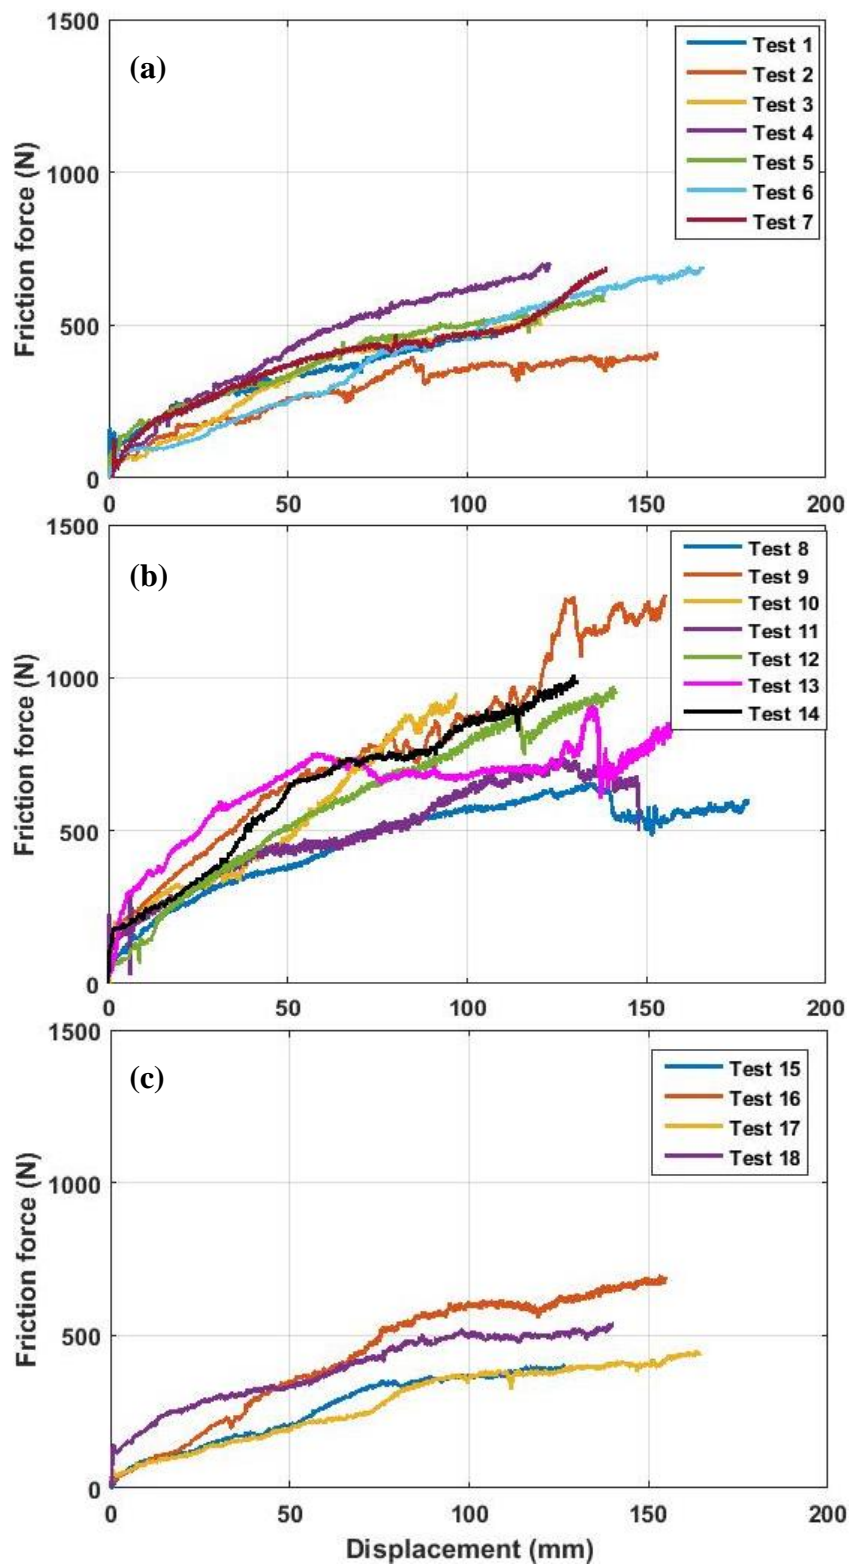 1500
(a)
Test 1
Test 2
Test 3
Test 4
Test 5
Test 6
Test 7
1000
Friction force (N)
500
0
0 50 100 150 200
1500
(b)
Test 8
Test 9
Test 10
Test 11
Test 12
Test 13
Test 14
1000
Friction force (N)
500
0
0 50 100 150 200
1500
(c)
Test 15
Test 16
Test 17
Test 18
1000
Friction force (N)
500
0
0 50 100 150 200
Displacement (mm)